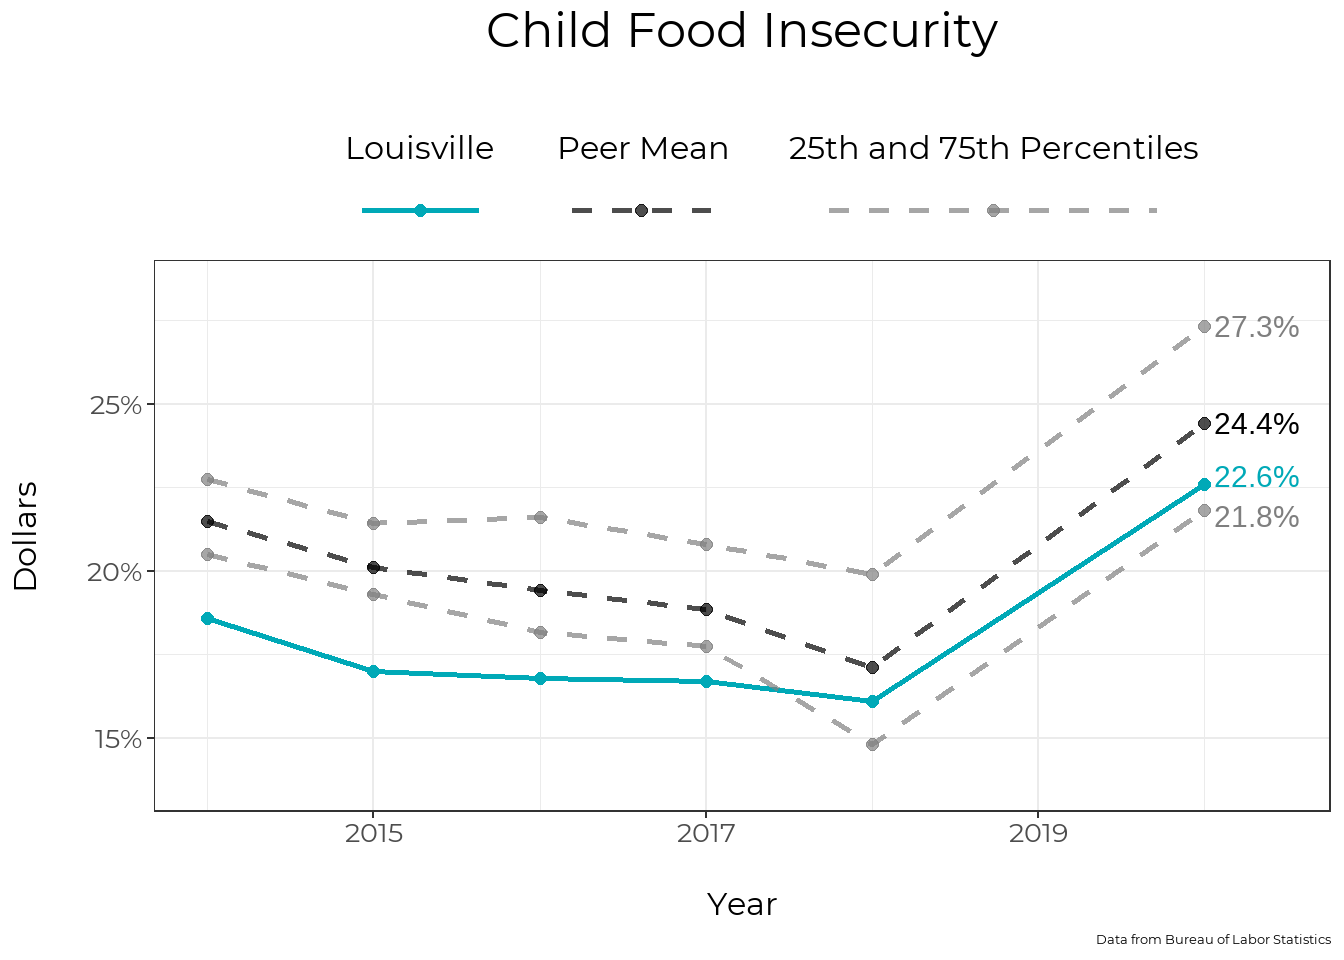 Child Food Insecurity
Louisville Peer Mean 25th and 75th Percentiles
27.3%
25%
24.4%
22.6%
21.8%
20%
15%
Dollars
2015 2017 2019
Year
Data from Bureau of Labor Statistics